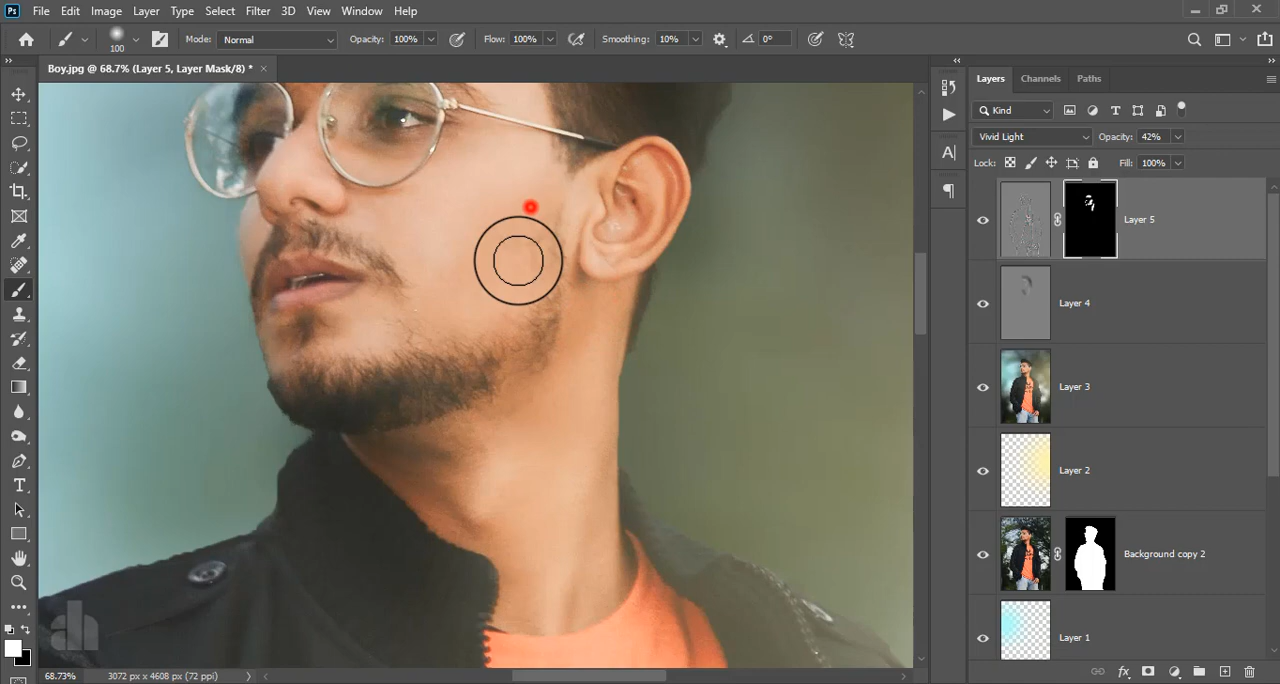 Ps File Edit Image Layer Type Select Filter 3D View Window Help
100 Mode: Normal Opacity: 100% Flow: 100% Smoothing: 10% 0°
Boy.jpg @ 68.7% (Layer 5, Layer Mask/8) * ×
Layers Channels Paths
Kind
Vivid Light Opacity: 42%
Lock: Fill: 100%
Layer 5
Layer 4
Layer 3
Layer 2
Background copy 2
Layer 1
ah
68.73% 3072 px x 4608 px (72 ppi)